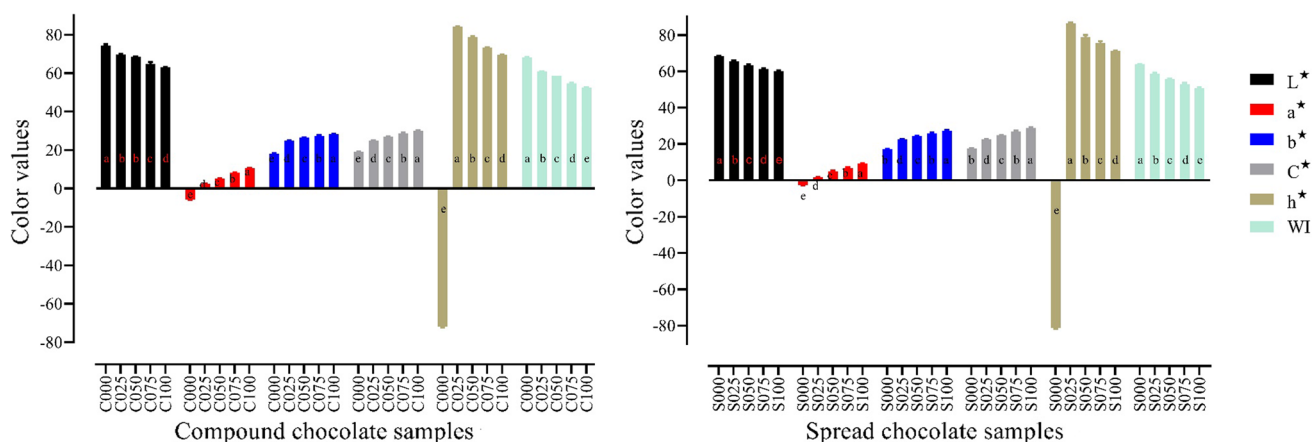 80
60
40
20
0
-20
-40
-60
-80
Color values
a b b c d
e d c b a
e d c b a
e d c b a
e a b c d
a b c d e
C000 C025 C050 C075 C100
C000 C025 C050 C075 C100
C000 C025 C050 C075 C100
C000 C025 C050 C075 C100
C000 C025 C050 C075 C100
C000 C025 C050 C075 C100
Compound chocolate samples
80
60
40
20
0
-20
-40
-60
-80
Color values
a b c d e
e d c b a
d c b a
b d c b a
e a b c d
a b c d e
S000 S025 S050 S075 S100
S000 S025 S050 S075 S100
S000 S025 S050 S075 S100
S000 S025 S050 S075 S100
S000 S025 S050 S075 S100
S000 S025 S050 S075 S100
Spread chocolate samples
L★
a★
b★
C★
h★
WI